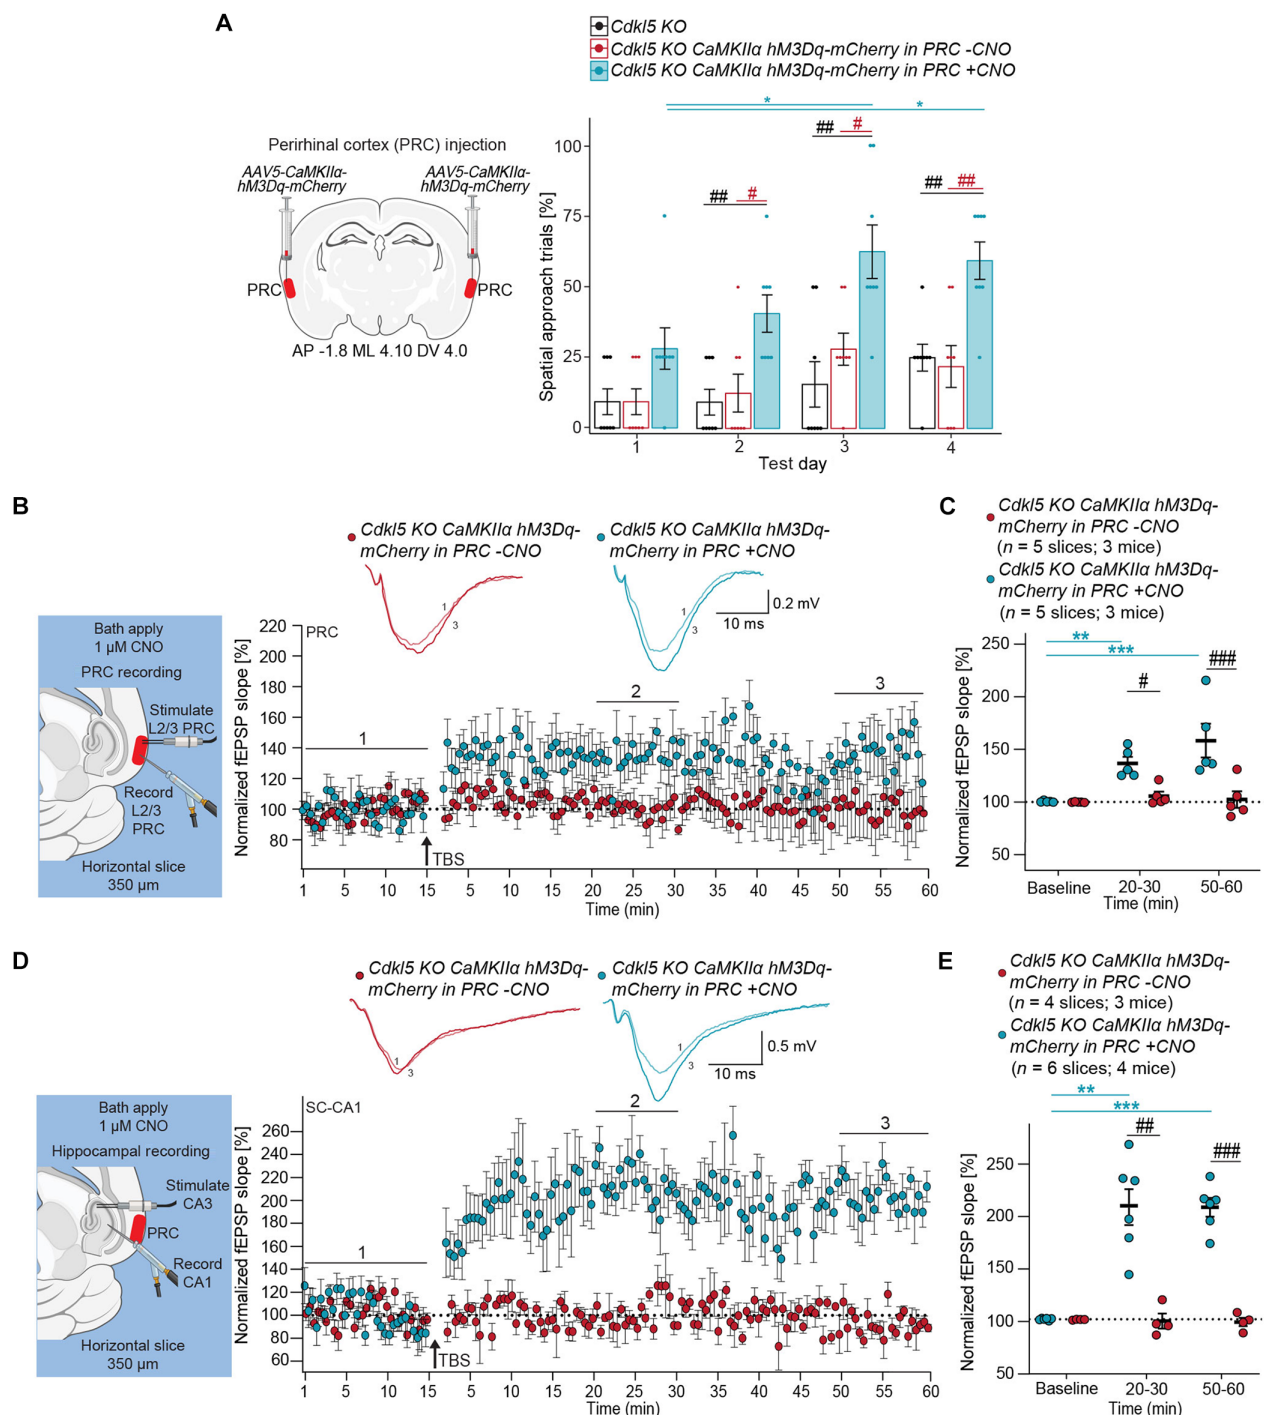 A
Cdkl5 KO
Cdkl5 KO CaMKIIα hM3Dq-mCherry in PRC -CNO
Cdkl5 KO CaMKIIα hM3Dq-mCherry in PRC +CNO
Perirhinal cortex (PRC) injection
AAV5-CaMKIIα-
hM3Dq-mCherry
AAV5-CaMKIIα-
hM3Dq-mCherry
PRC
PRC
AP -1.8 ML 4.10 DV 4.0
Spatial approach trials [%]
100
75
50
25
0
* *
## #
## #
## ##
1 2 3 4
Test day
B
Cdkl5 KO CaMKIIα hM3Dq-
mCherry in PRC -CNO
Cdkl5 KO CaMKIIα hM3Dq-
mCherry in PRC +CNO
1
3
1
3
0.2 mV
10 ms
Bath apply
1 µM CNO
PRC recording
Stimulate
L2/3 PRC
Record
L2/3
PRC
Horizontal slice
350 µm
Normalized fEPSP slope [%]
220
200
180
160
140
120
100
80
PRC
1
2
3
TBS
1 5 10 15 5 10 15 20 25 30 35 40 45 50 55 60
Time (min)
C
Cdkl5 KO CaMKIIα hM3Dq-
mCherry in PRC -CNO
(n = 5 slices; 3 mice)
Cdkl5 KO CaMKIIα hM3Dq-
mCherry in PRC +CNO
(n = 5 slices; 3 mice)
Normalized fEPSP slope [%]
250
200
150
100
50
**
***
#
###
Baseline 20-30 50-60
Time (min)
D
Cdkl5 KO CaMKIIα hM3Dq-
mCherry in PRC -CNO
Cdkl5 KO CaMKIIα hM3Dq-
mCherry in PRC +CNO
1
3
1
3
0.5 mV
10 ms
Bath apply
1 µM CNO
Hippocampal recording
Stimulate
CA3
PRC
Record
CA1
Horizontal slice
350 µm
Normalized fEPSP slope [%]
260
240
220
200
180
160
140
120
100
80
60
SC-CA1
1
2
3
TBS
1 5 10 15 5 10 15 20 25 30 35 40 45 50 55 60
Time (min)
E
Cdkl5 KO CaMKIIα hM3Dq-
mCherry in PRC -CNO
(n = 4 slices; 3 mice)
Cdkl5 KO CaMKIIα hM3Dq-
mCherry in PRC +CNO
(n = 6 slices; 4 mice)
Normalized fEPSP slope [%]
250
200
150
100
50
**
***
##
###
Baseline 20-30 50-60
Time (min)